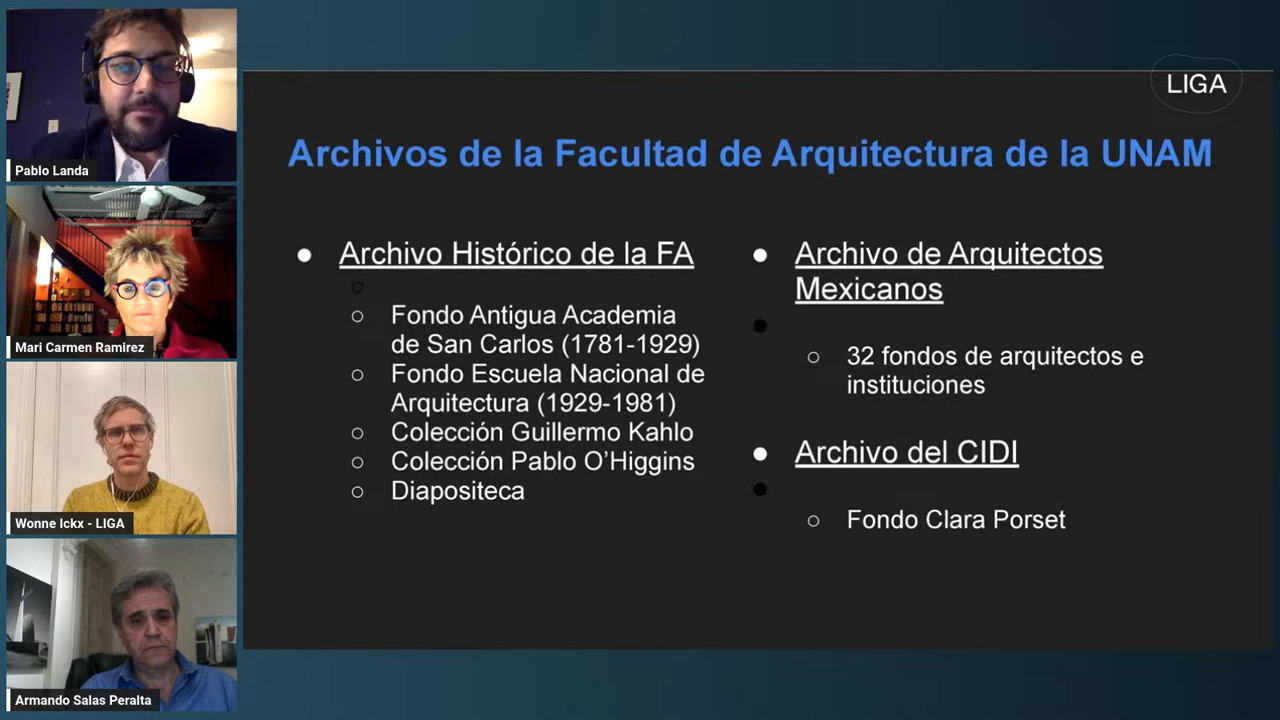 Pablo Landa
Mari Carmen Ramirez
Wonne Ickx - LIGA
Armando Salas Peralta
LIGA
Archivos de la Facultad de Arquitectura de la UNAM
Archivo Histórico de la FA
Fondo Antigua Academia
de San Carlos (1781-1929)
Fondo Escuela Nacional de
Arquitectura (1929-1981)
Colección Guillermo Kahlo
Colección Pablo O'Higgins
Diapositeca
Archivo de Arquitectos
Mexicanos
32 fondos de arquitectos e
instituciones
Archivo del CIDI
Fondo Clara Porset